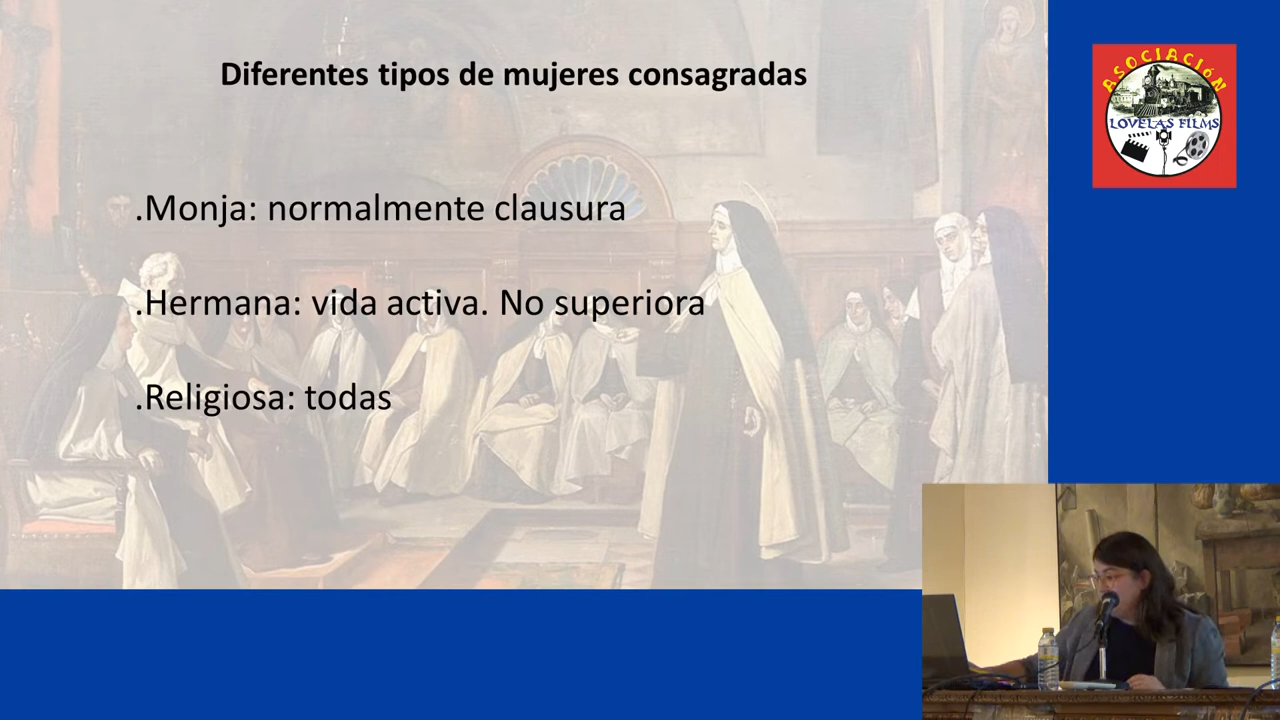 Diferentes tipos de mujeres consagradas
.Monja: normalmente clausura
.Hermana: vida activa. No superiora
.Religiosa: todas
ASOCIACIÓN
LOVELAS FILMS